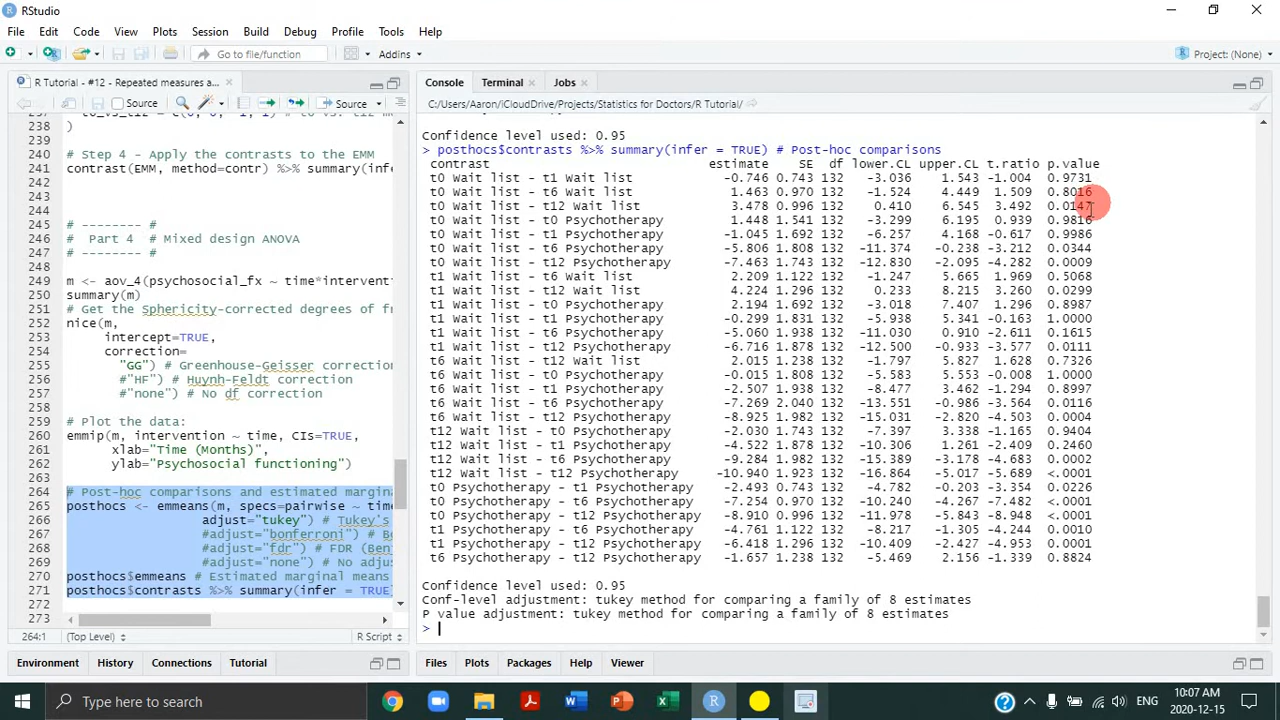 RStudio
File Edit Code View Plots Session Build Debug Profile Tools Help
Go to file/function Addins Project: (None)
R Tutorial - #12 - Repeated measures a...
Source Source
237 to_vs_t12 = c(0, 0, -1, 1) # t0 vs. t12 m
238 )
239
240 # Step 4 - Apply the contrasts to the EMM
241 contrast(EMM, method=contr) %>% summary(inf
242
243
244
245 # -------- #
246 # Part 4 # Mixed design ANOVA
247 # -------- #
248
249 m <- aov_4(psychosocial_fx ~ time*intervent
250 summary(m)
251 # Get the Sphericity-corrected degrees of fr
252 nice(m,
253 intercept=TRUE,
254 correction=
255 "GG") # Greenhouse-Geisser correction
256 #"HF") # Huynh-Feldt correction
257 #"none") # No df correction
258
259 # Plot the data:
260 emmip(m, intervention ~ time, CIs=TRUE,
261 xlab="Time (Months)",
262 ylab="Psychosocial functioning")
263
264 # Post-hoc comparisons and estimated margina
265 posthocs <- emmeans(m, specs=pairwise ~ time
266 adjust="tukey") # Tukey's
267 #adjust="bonferroni") # B
268 #adjust="fdr") # FDR (Ben
269 #adjust="none") # No adj
270 posthocs$emmeans # Estimated marginal means
271 posthocs$contrasts %>% summary(infer = TRUE)
272
273
264:1 (Top Level) R Script
Environment History Connections Tutorial
Console Terminal Jobs
C:/Users/Aaron/iCloudDrive/Projects/Statistics for Doctors/R Tutorial/
Confidence level used: 0.95
> posthocs$contrasts %>% summary(infer = TRUE) # Post-hoc comparisons
contrast estimate SE df lower.CL upper.CL t.ratio p.value
t0 Wait list - t1 Wait list -0.746 0.743 132 -3.036 1.543 -1.004 0.9731
t0 Wait list - t6 Wait list 1.463 0.970 132 -1.524 4.449 1.509 0.8016
t0 Wait list - t12 Wait list 3.478 0.996 132 0.410 6.545 3.492 0.0147
t0 Wait list - t0 Psychotherapy 1.448 1.541 132 -3.299 6.195 0.939 0.9816
t0 Wait list - t1 Psychotherapy -1.045 1.692 132 -6.257 4.168 -0.617 0.9986
t0 Wait list - t6 Psychotherapy -5.806 1.808 132 -11.374 -0.238 -3.212 0.0344
t0 Wait list - t12 Psychotherapy -7.463 1.743 132 -12.830 -2.095 -4.282 0.0009
t1 Wait list - t6 Wait list 2.209 1.122 132 -1.247 5.665 1.969 0.5068
t1 Wait list - t12 Wait list 4.224 1.296 132 0.233 8.215 3.260 0.0299
t1 Wait list - t0 Psychotherapy 2.194 1.692 132 -3.018 7.407 1.296 0.8987
t1 Wait list - t1 Psychotherapy -0.299 1.831 132 -5.938 5.341 -0.163 1.0000
t1 Wait list - t6 Psychotherapy -5.060 1.938 132 -11.030 0.910 -2.611 0.1615
t1 Wait list - t12 Psychotherapy -6.716 1.878 132 -12.500 -0.933 -3.577 0.0111
t6 Wait list - t12 Wait list 2.015 1.238 132 -1.797 5.827 1.628 0.7326
t6 Wait list - t0 Psychotherapy -0.015 1.808 132 -5.583 5.553 -0.008 1.0000
t6 Wait list - t1 Psychotherapy -2.507 1.938 132 -8.477 3.462 -1.294 0.8997
t6 Wait list - t6 Psychotherapy -7.269 2.040 132 -13.551 -0.986 -3.564 0.0116
t6 Wait list - t12 Psychotherapy -8.925 1.982 132 -15.031 -2.820 -4.503 0.0004
t12 Wait list - t0 Psychotherapy -2.030 1.743 132 -7.397 3.338 -1.165 0.9404
t12 Wait list - t1 Psychotherapy -4.522 1.878 132 -10.306 1.261 -2.409 0.2460
t12 Wait list - t6 Psychotherapy -9.284 1.982 132 -15.389 -3.178 -4.683 0.0002
t12 Wait list - t12 Psychotherapy -10.940 1.923 132 -16.864 -5.017 -5.689 <.0001
t0 Psychotherapy - t1 Psychotherapy -2.493 0.743 132 -4.782 -0.203 -3.354 0.0226
t0 Psychotherapy - t6 Psychotherapy -7.254 0.970 132 -10.240 -4.267 -7.482 <.0001
t0 Psychotherapy - t12 Psychotherapy -8.910 0.996 132 -11.978 -5.843 -8.948 <.0001
t1 Psychotherapy - t6 Psychotherapy -4.761 1.122 132 -8.217 -1.305 -4.244 0.0010
t1 Psychotherapy - t12 Psychotherapy -6.418 1.296 132 -10.409 -2.427 -4.953 0.0001
t6 Psychotherapy - t12 Psychotherapy -1.657 1.238 132 -5.469 2.156 -1.339 0.8824
Confidence level used: 0.95
Conf-level adjustment: tukey method for comparing a family of 8 estimates
P value adjustment: tukey method for comparing a family of 8 estimates
>
Files Plots Packages Help Viewer
Type here to search
ENG
10:07 AM
2020-12-15